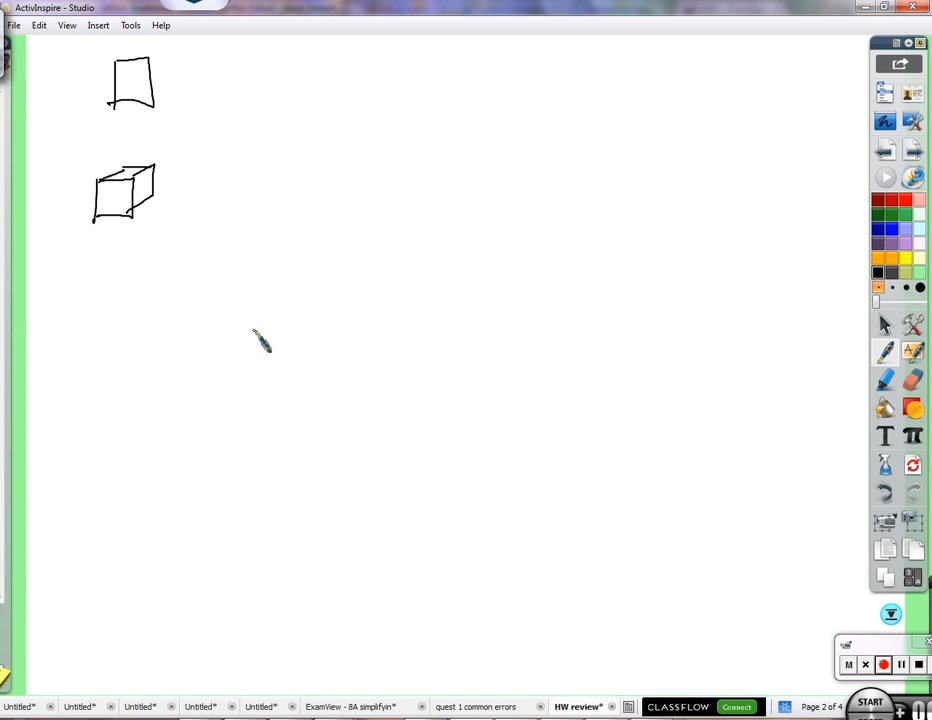 ActivInspire - Studio
File Edit View Insert Tools Help
T π
Untitled* Untitled* Untitled* Untitled* Untitled* ExamView - 8A simplifyin* quest 1 common errors HW review* CLASSFLOW Connect Page 2 of 4
M
START